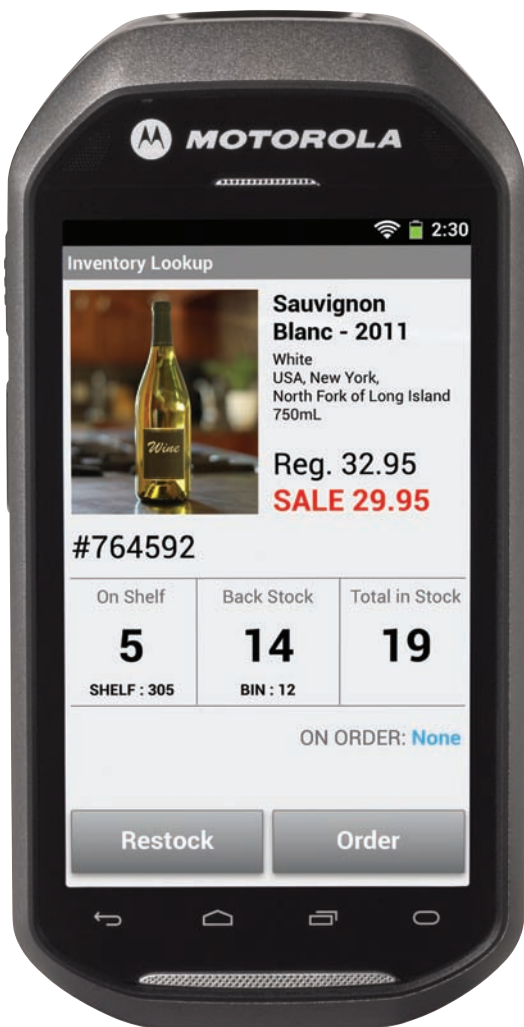 MOTOROLA
2:30
Inventory Lookup
Sauvignon
Blanc - 2011
White
USA, New York,
North Fork of Long Island
750mL
Wine
Reg. 32.95
SALE 29.95
#764592
On Shelf
Back Stock
Total in Stock
5
14
19
SHELF : 305
BIN : 12
ON ORDER: None
Restock
Order